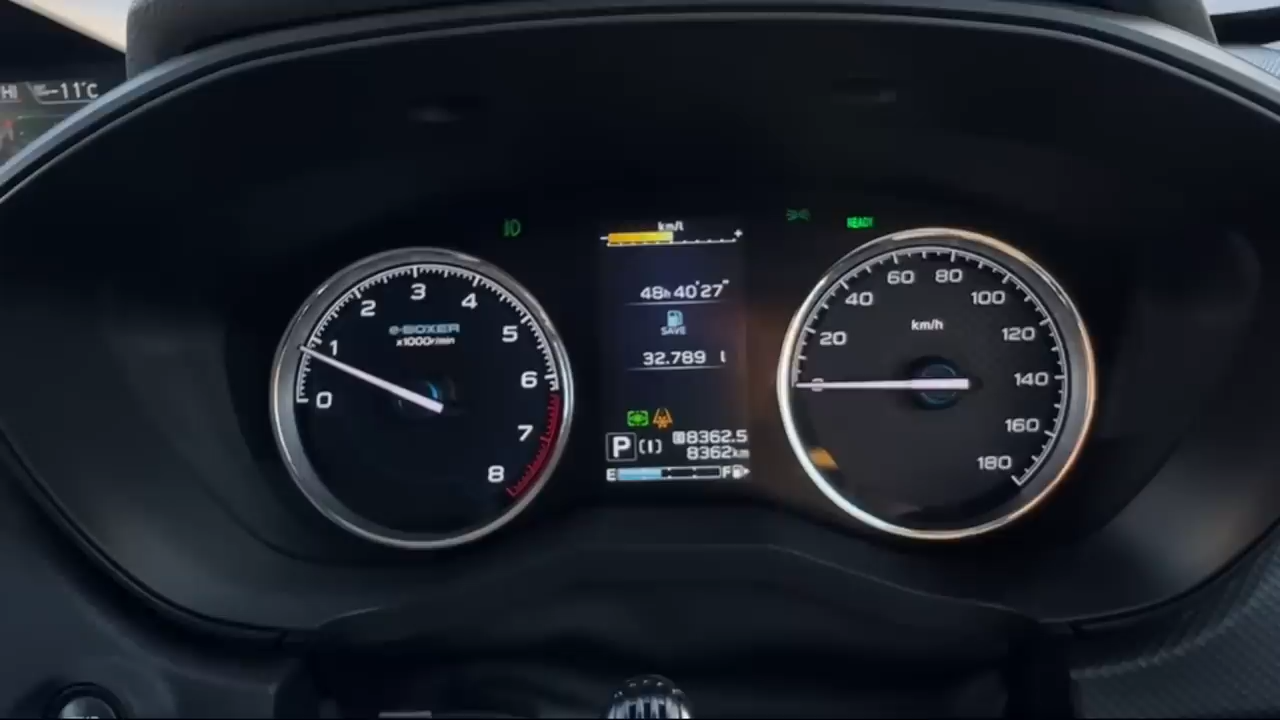 HI -11°C
READY
km/l
- +
48h 40'27"
SAVE
32.789 l
P (I) B 8362.5
8362km
E F
0
1
2
3
4
5
6
7
8
e-BOXER
x1000r/min
0
20
40
60
80
100
120
140
160
180
km/h